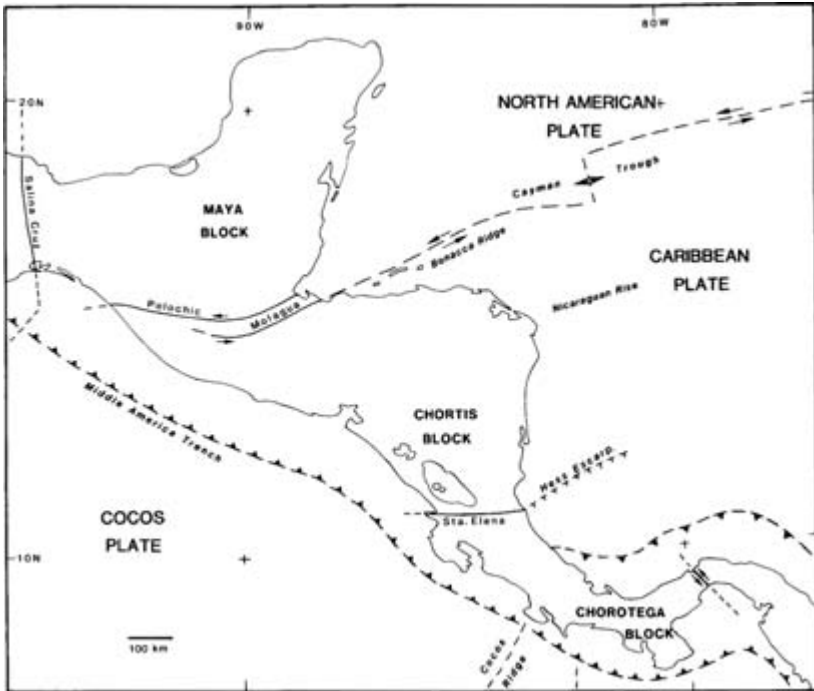 90W
80W
20N
NORTH AMERICAN
PLATE
Salina Cruz
Cayman Trough
MAYA
BLOCK
Bonacca Ridge
CARIBBEAN
PLATE
Polochic
Motagua
Nicaraguan Rise
Middle America Trench
CHORTIS
BLOCK
Hess Escarp.
COCOS
PLATE
Sta. Elena
10N
CHOROTEGA
BLOCK
100 km
Cocos
Ridge